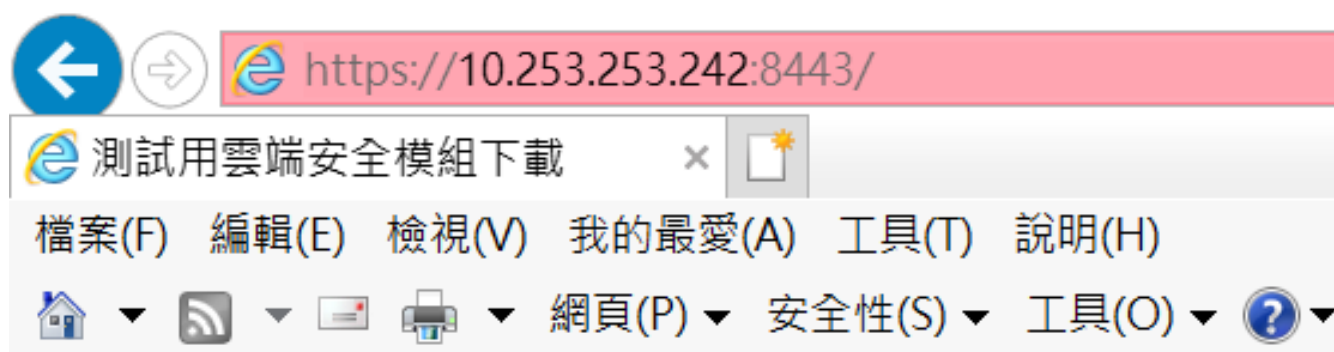 https://10.253.253.242:8443/
測試用雲端安全模組下載
檔案(F) 編輯(E) 檢視(V) 我的最愛(A) 工具(T) 說明(H)
網頁(P) 安全性(S) 工具(O)